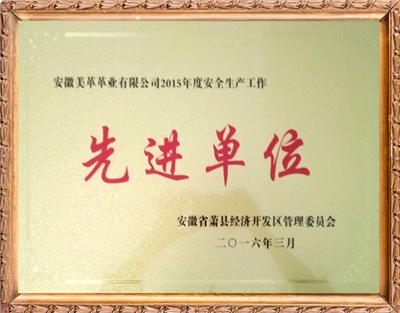 安徽美革革业有限公司2015年度安全生产工作
先进单位
安徽省萧县经济开发区管理委员会
二〇一六年三月